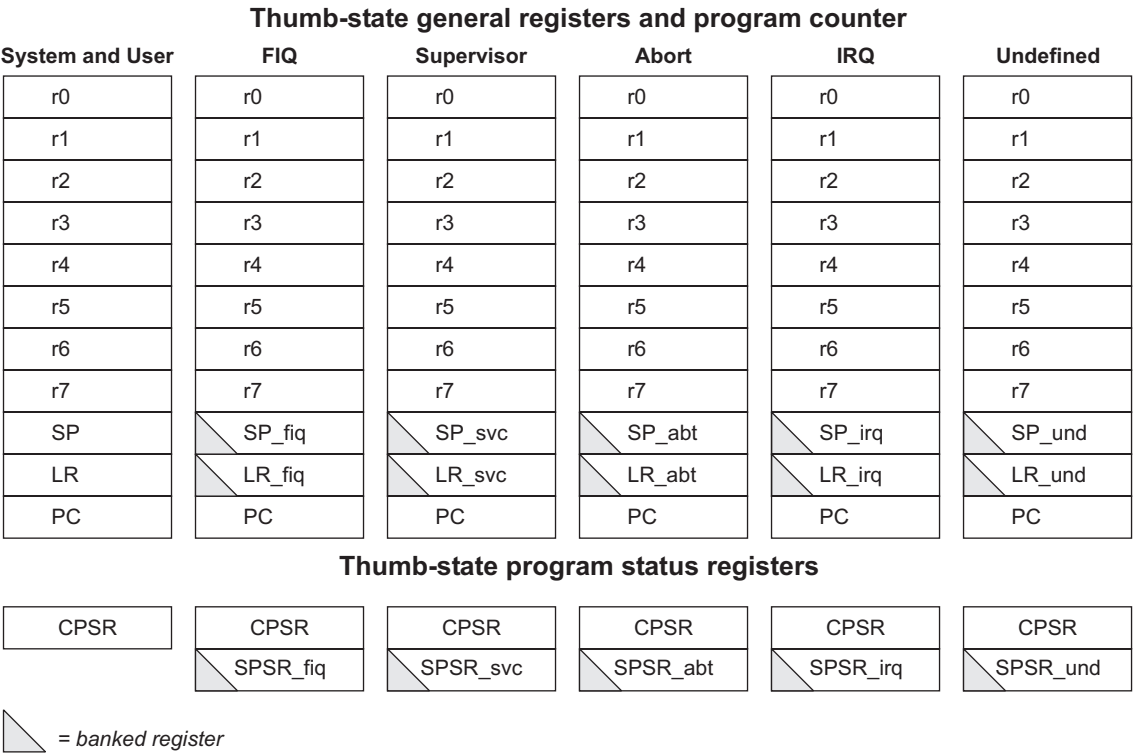 Thumb-state general registers and program counter
System and User FIQ Supervisor Abort IRQ Undefined
r0 r0 r0 r0 r0 r0
r1 r1 r1 r1 r1 r1
r2 r2 r2 r2 r2 r2
r3 r3 r3 r3 r3 r3
r4 r4 r4 r4 r4 r4
r5 r5 r5 r5 r5 r5
r6 r6 r6 r6 r6 r6
r7 r7 r7 r7 r7 r7
SP SP_fiq SP_svc SP_abt SP_irq SP_und
LR LR_fiq LR_svc LR_abt LR_irq LR_und
PC PC PC PC PC PC
Thumb-state program status registers
CPSR CPSR CPSR CPSR CPSR CPSR
SPSR_fiq SPSR_svc SPSR_abt SPSR_irq SPSR_und
= banked register